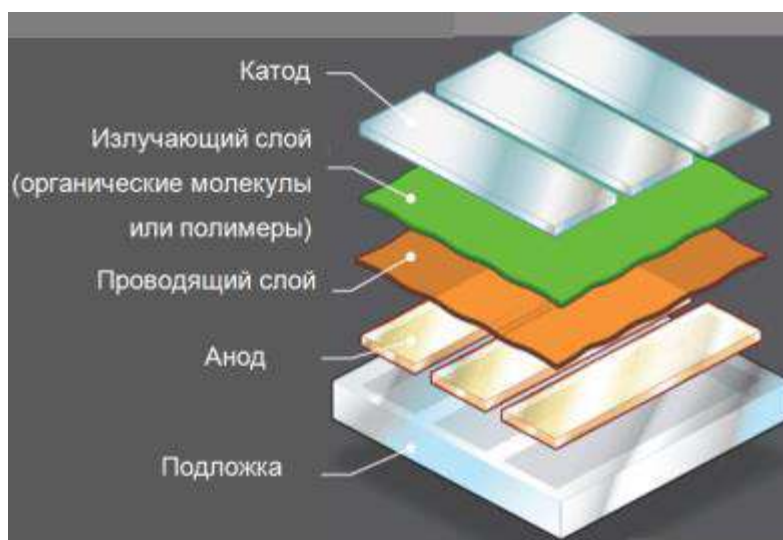 Катод
Излучающий слой
(органические молекулы
или полимеры)
Проводящий слой
Анод
Подложка